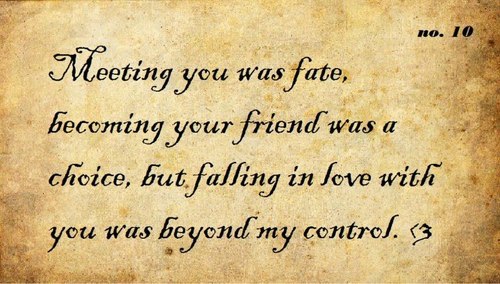 no. 10
Meeting you was fate,
becoming your friend was a
choice, but falling in love with
you was beyond my control. <3